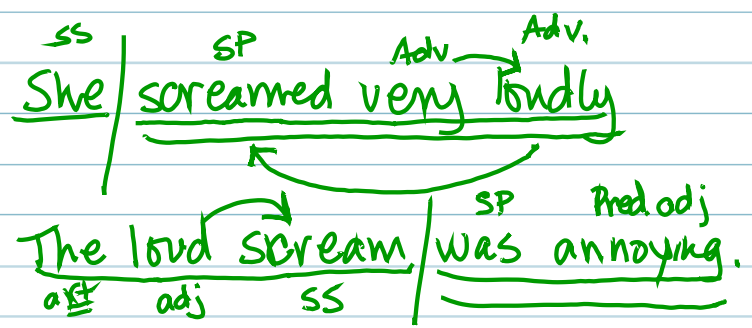 SS SP Adv Adv.
She screamed very loudly
SP Pred. adj
The loud scream was annoying.
art adj SS